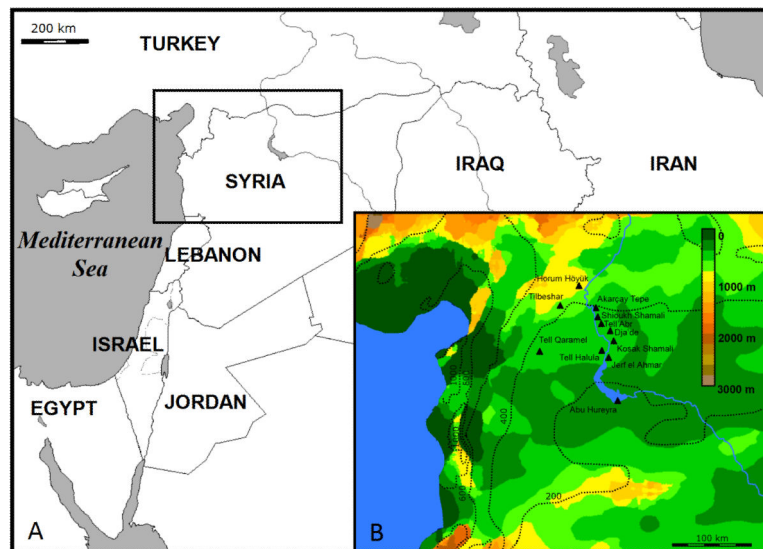 200 km
TURKEY
SYRIA
IRAQ
IRAN
Mediterranean
Sea
LEBANON
ISRAEL
EGYPT
JORDAN
A
0
1000 m
2000 m
3000 m
Horum Höyük
Tilbeshar
Akarçay Tepe
Shioukh Shamali
Tell Abr
Dja'de
Tell Qaramel
Kosak Shamali
Tell Halula
Jerf el Ahmar
Abu Hureyra
400
200
B
100 km